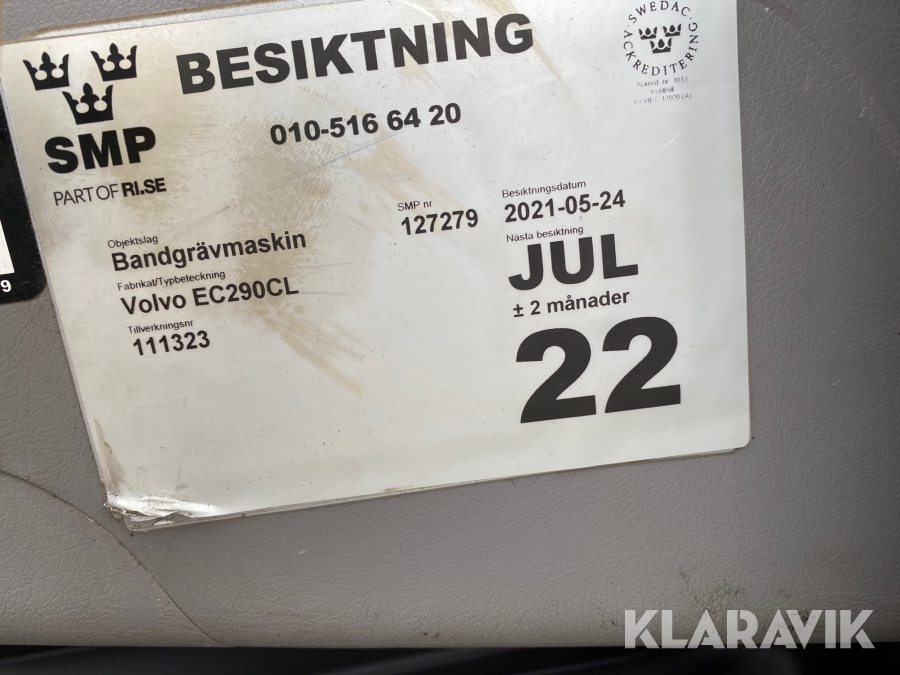 BESIKTNING
010-516 64 20
SMP
PART OF RI.SE
SWEDAC
ACKREDITERING
Objektslag
Bandgrävmaskin
Fabrikat/Typbeteckning
Volvo EC290CL
Tillverkningsnr
111323
SMP nr
127279
Besiktningsdatum
2021-05-24
Nästa besiktning
JUL
± 2 månader
22
9
KLARAVIK